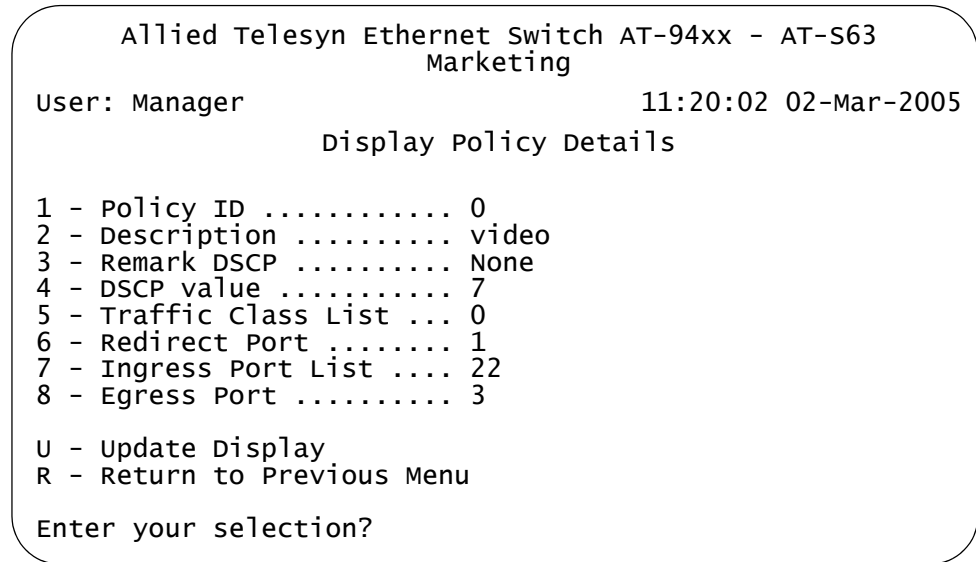 Allied Telesyn Ethernet Switch AT-94xx - AT-S63
Marketing
User: Manager 11:20:02 02-Mar-2005
Display Policy Details
1 - Policy ID ............ 0
2 - Description .......... video
3 - Remark DSCP .......... None
4 - DSCP value ........... 7
5 - Traffic Class List ... 0
6 - Redirect Port ........ 1
7 - Ingress Port List .... 22
8 - Egress Port .......... 3
U - Update Display
R - Return to Previous Menu
Enter your selection?